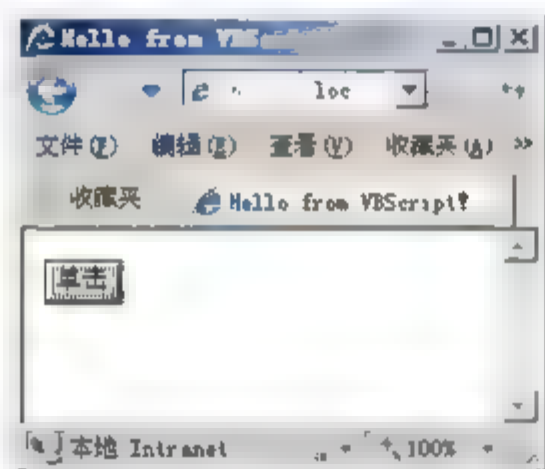 Hello from VBS
loc
文件(F) 编辑(E) 查看(V) 收藏夹(A) »
收藏夹 Hello from VBScript!
单击
本地 Intranet 100%